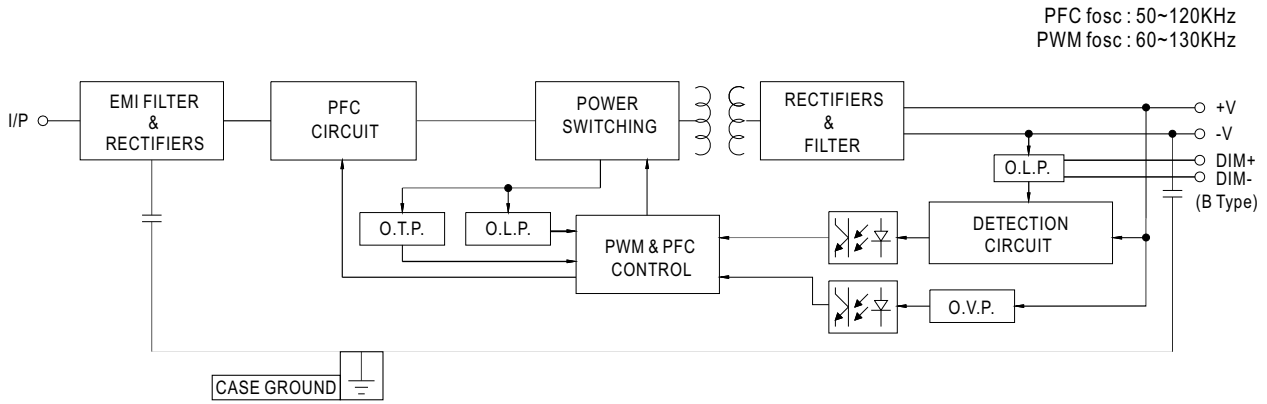 PFC fosc : 50~120KHz
PWM fosc : 60~130KHz
I/P
EMI FILTER
&
RECTIFIERS
PFC
CIRCUIT
POWER
SWITCHING
RECTIFIERS
&
FILTER
+V
-V
DIM+
DIM-
(B Type)
O.L.P.
O.T.P.
O.L.P.
PWM & PFC
CONTROL
DETECTION
CIRCUIT
O.V.P.
CASE GROUND